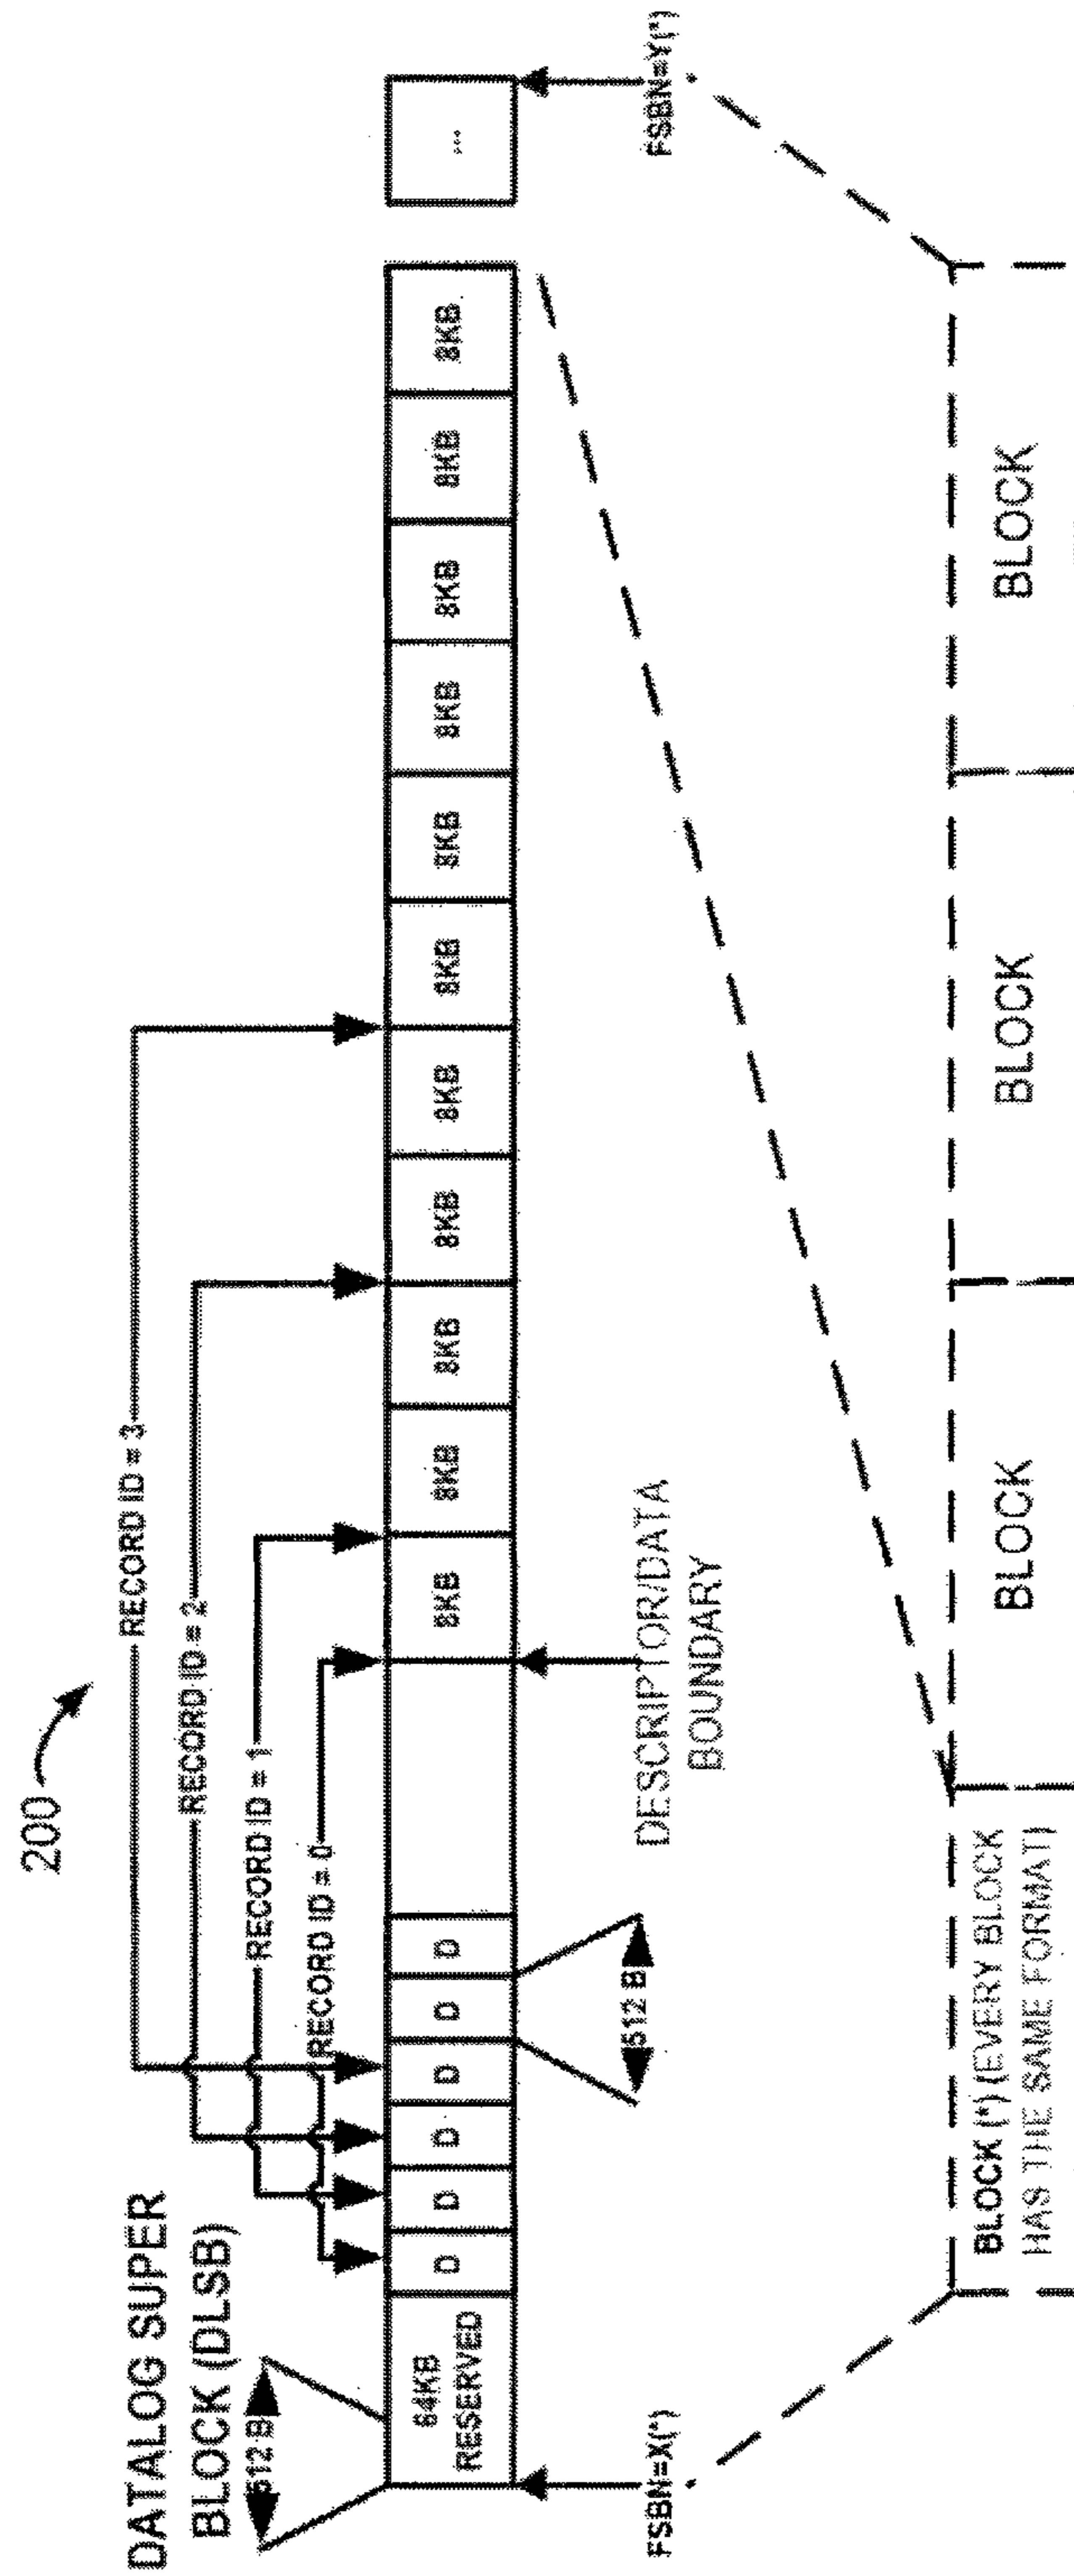 200
DATALOG SUPER
BLOCK (DLSB)
512 B
RECORD ID = 3
RECORD ID = 2
RECORD ID = 1
RECORD ID = 0
64KB
RESERVED
D
D
D
D
D
D
8KB
8KB
8KB
8KB
8KB
8KB
8KB
8KB
8KB
8KB
8KB
...
512 B
DESCRIPTOR/DATA
BOUNDARY
FSBN=X(*)
FSBN=Y(*)
BLOCK (*) (EVERY BLOCK
HAS THE SAME FORMAT)
BLOCK
BLOCK
BLOCK